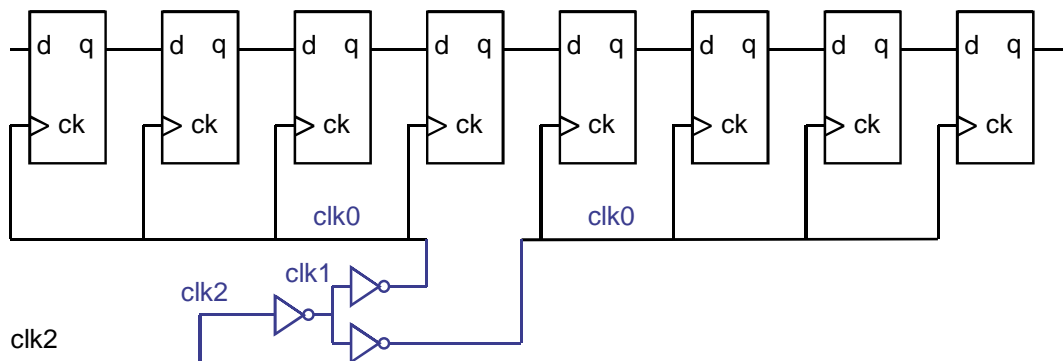 d q d q d q d q d q d q d q d q
ck ck ck ck ck ck ck ck
clk0 clk0
clk1
clk2
clk2